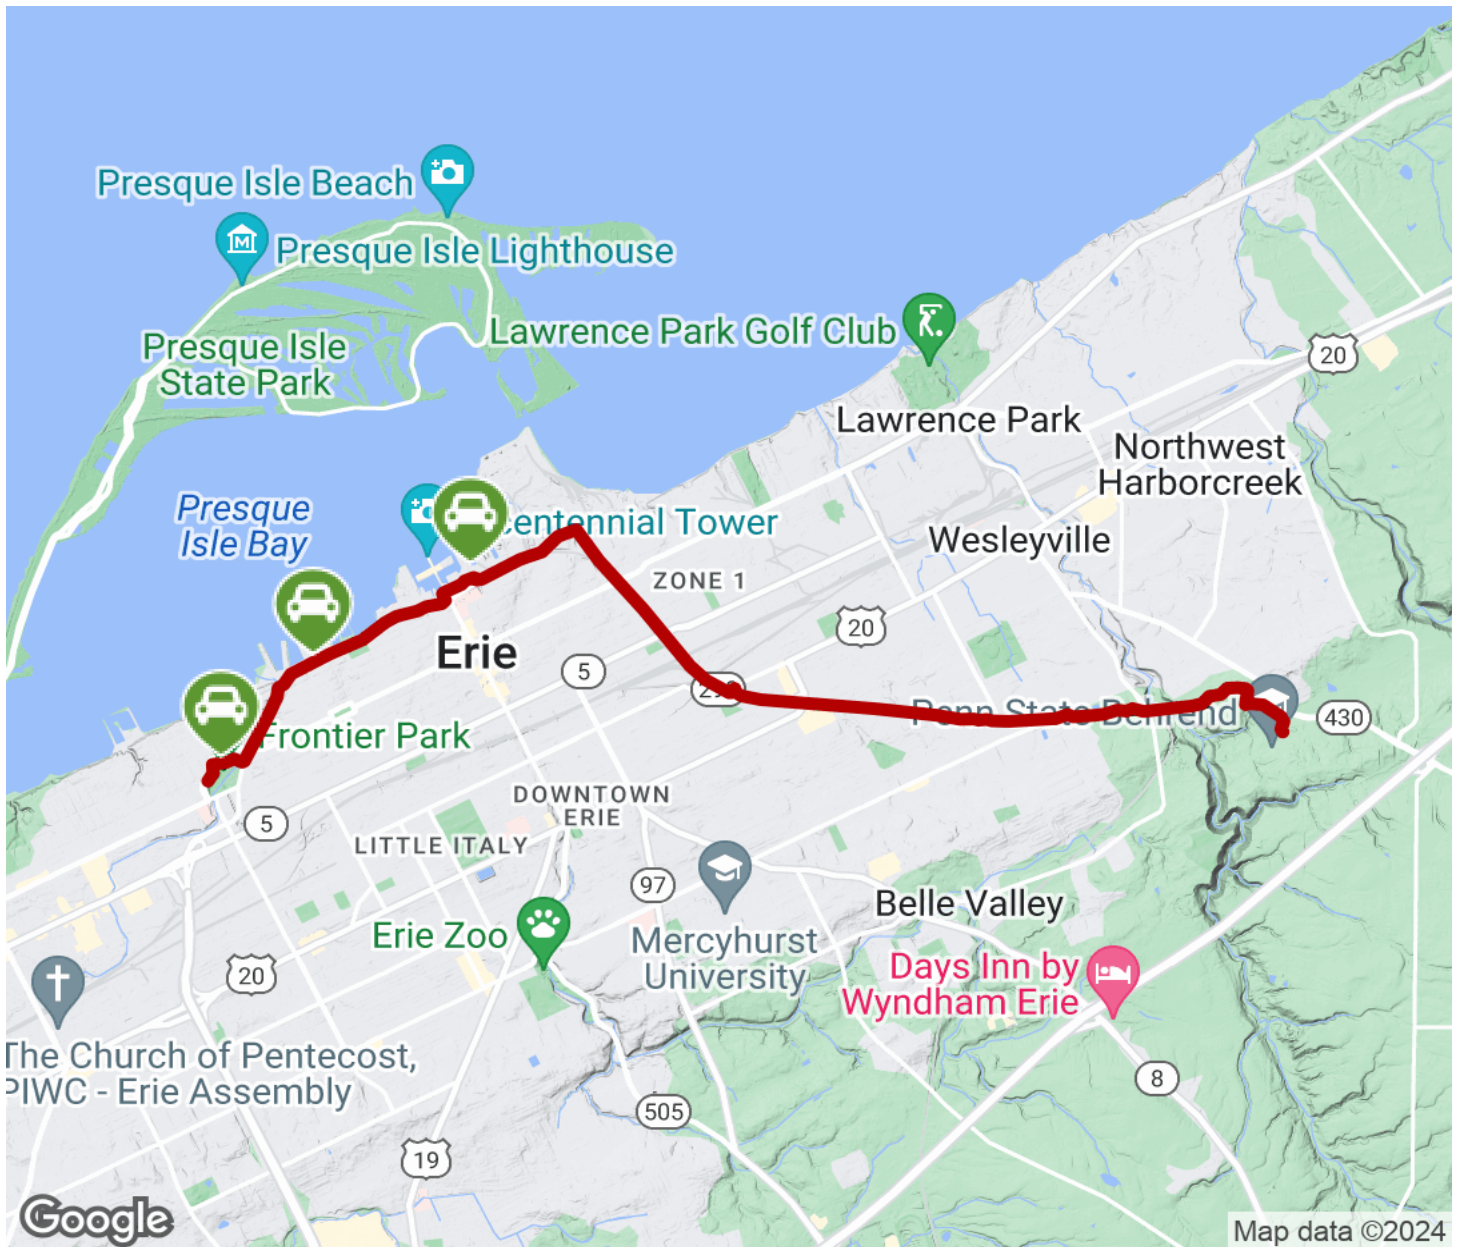 Presque Isle Beach
Presque Isle Lighthouse
Presque Isle
State Park
Lawrence Park Golf Club
20
Lawrence Park
Northwest
Harborcreek
Presque
Isle Bay
centennial Tower
Wesleyville
ZONE 1
20
Erie
5
Penn State Behrend
430
Frontier Park
DOWNTOWN
ERIE
5
LITTLE ITALY
97
Belle Valley
Erie Zoo
Mercyhurst
University
20
Days Inn by
Wyndham Erie
The Church of Pentecost,
PIWC - Erie Assembly
8
505
19
Google
Map data ©2024